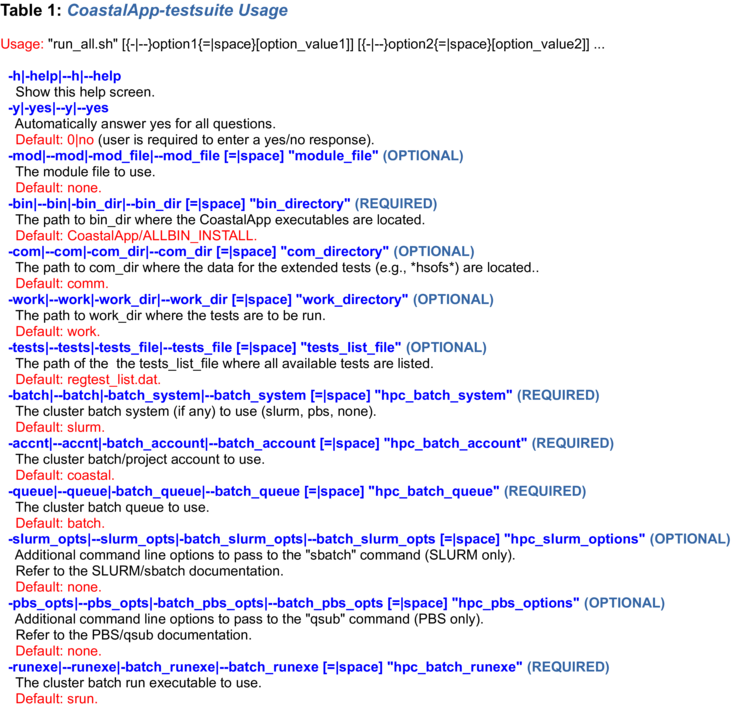 Table 1: CoastalApp-testsuite Usage
Usage: "run_all.sh" [{-|--}option1{=|space}[option_value1]] [{-|--}option2{=|space}[option_value2]] ...
-h|-help|--h|--help
Show this help screen.
-y|-yes|--y|--yes
Automatically answer yes for all questions.
Default: 0|no (user is required to enter a yes/no response).
-mod|--mod|-mod_file|--mod_file [=|space] "module_file" (OPTIONAL)
The module file to use.
Default: none.
-bin|--bin|-bin_dir|--bin_dir [=|space] "bin_directory" (REQUIRED)
The path to bin_dir where the CoastalApp executables are located.
Default: CoastalApp/ALLBIN_INSTALL.
-com|--com|-com_dir|--com_dir [=|space] "com_directory" (OPTIONAL)
The path to com_dir where the data for the extended tests (e.g., *hsofs*) are located..
Default: comm.
-work|--work|-work_dir|--work_dir [=|space] "work_directory" (OPTIONAL)
The path to work_dir where the tests are to be run.
Default: work.
-tests|--tests|-tests_file|--tests_file [=|space] "tests_list_file" (OPTIONAL)
The path of the the tests_list_file where all available tests are listed.
Default: regtest_list.dat.
-batch|--batch|-batch_system|--batch_system [=|space] "hpc_batch_system" (REQUIRED)
The cluster batch system (if any) to use (slurm, pbs, none).
Default: slurm.
-accnt|--accnt|-batch_account|--batch_account [=|space] "hpc_batch_account" (REQUIRED)
The cluster batch/project account to use.
Default: coastal.
-queue|--queue|-batch_queue|--batch_queue [=|space] "hpc_batch_queue" (REQUIRED)
The cluster batch queue to use.
Default: batch.
-slurm_opts|--slurm_opts|-batch_slurm_opts|--batch_slurm_opts [=|space] "hpc_slurm_options" (OPTIONAL)
Additional command line options to pass to the "sbatch" command (SLURM only).
Refer to the SLURM/sbatch documentation.
Default: none.
-pbs_opts|--pbs_opts|-batch_pbs_opts|--batch_pbs_opts [=|space] "hpc_pbs_options" (OPTIONAL)
Additional command line options to pass to the "qsub" command (PBS only).
Refer to the PBS/qsub documentation.
Default: none.
-runexe|--runexe|-batch_runexe|--batch_runexe [=|space] "hpc_batch_runexe" (REQUIRED)
The cluster batch run executable to use.
Default: srun.